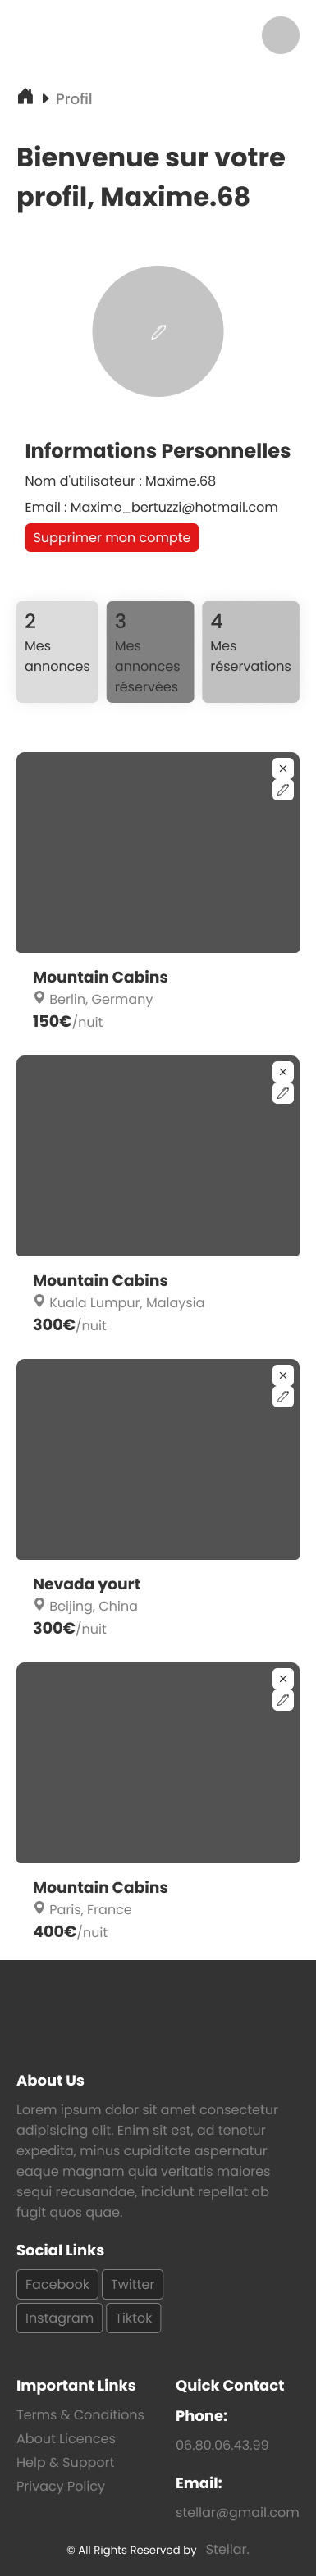 Profil
Bienvenue sur votre
profil, Maxime.68
Informations Personnelles
Nom d'utilisateur : Maxime.68
Email : Maxime_bertuzzi@hotmail.com
Supprimer mon compte
2
Mes
annonces
3
Mes
annonces
réservées
4
Mes
réservations
Mountain Cabins
Berlin, Germany
150€/nuit
Mountain Cabins
Kuala Lumpur, Malaysia
300€/nuit
Nevada yourt
Beijing, China
300€/nuit
Mountain Cabins
Paris, France
400€/nuit
About Us
Lorem ipsum dolor sit amet consectetur
adipisicing elit. Enim sit est, ad tenetur
expedita, minus cupiditate aspernatur
eaque magnam quia veritatis maiores
sequi recusandae, incidunt repellat ab
fugit quos quae.
Social Links
Facebook
Twitter
Instagram
Tiktok
Important Links
Terms & Conditions
About Licences
Help & Support
Privacy Policy
Quick Contact
Phone:
06.80.06.43.99
Email:
stellar@gmail.com
© All Rights Reserved by Stellar.